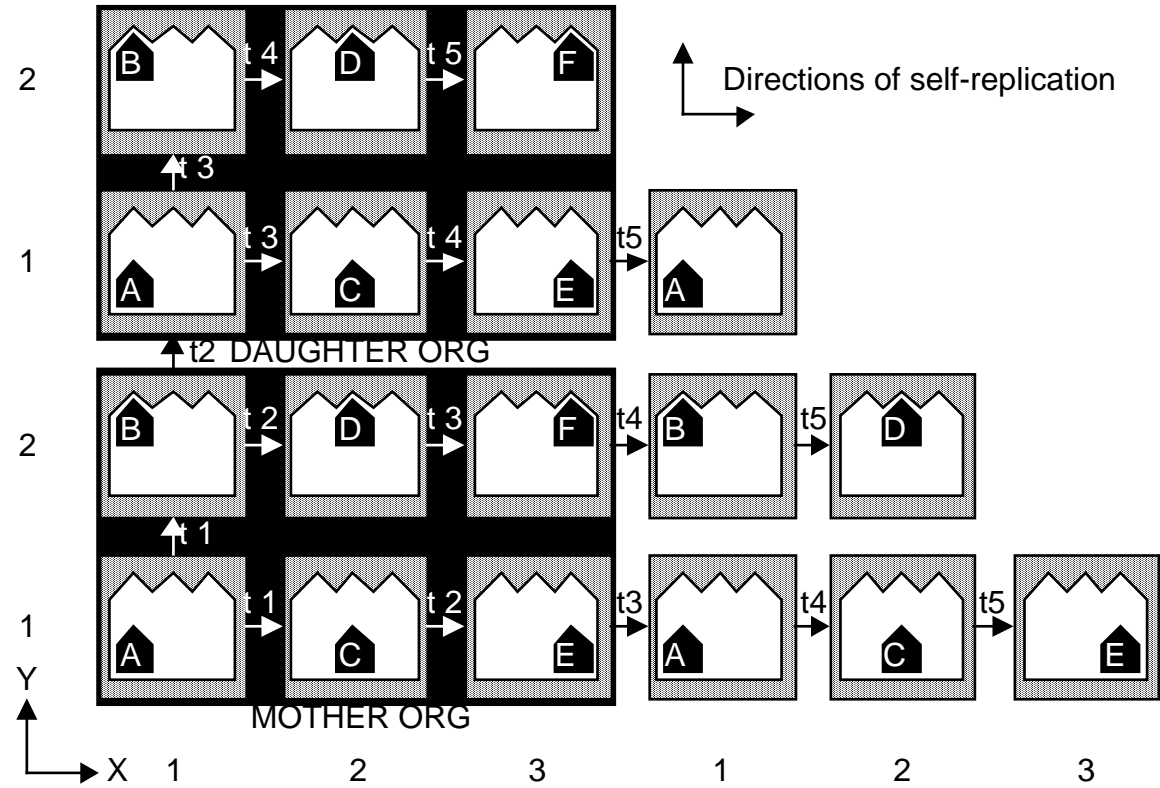 B t 4 D t 5 F
2 Directions of self-replication
t 3
t 3 t 4 t5
1 A C E A
t2 DAUGHTER ORG
B t 2 D t 3 F t4 B t5 D
2
t 1
t 1 t 2 t3 t4 t5
1 A C E A C E
Y
MOTHER ORG
X 1 2 3 1 2 3